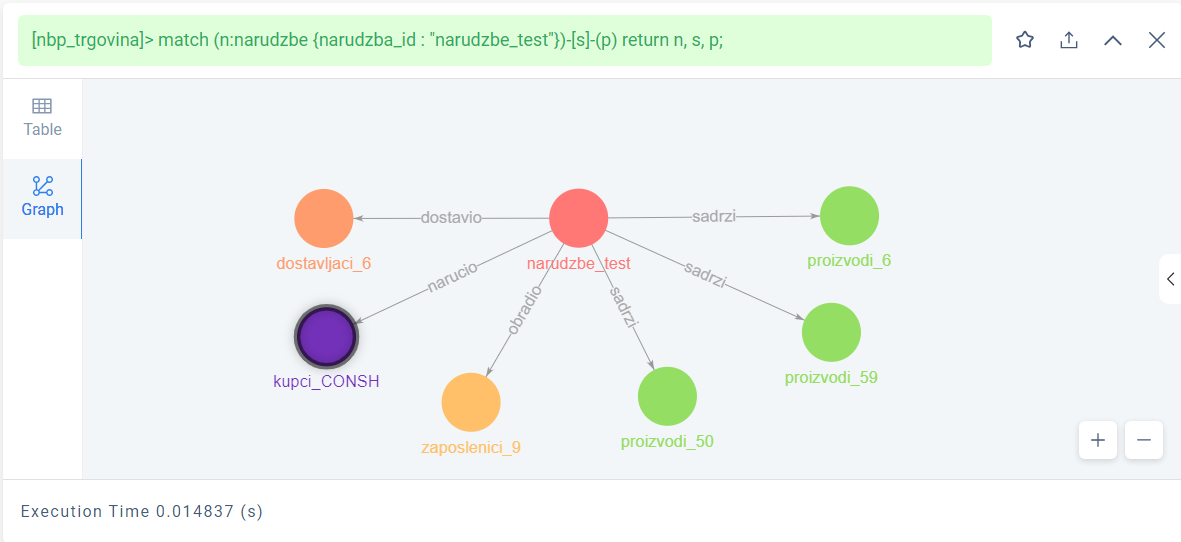 [nbp_trgovina]> match (n:narudzbe {narudzba_id : "narudzbe_test"})-[s]-(p) return n, s, p;
Table
Graph
dostavio
sadrzi
dostavljaci_6
narudzbe_test
proizvodi_6
narucio
sadrzi
obradio
sadrzi
kupci_CONSH
proizvodi_59
zaposlenici_9
proizvodi_50
Execution Time 0.014837 (s)